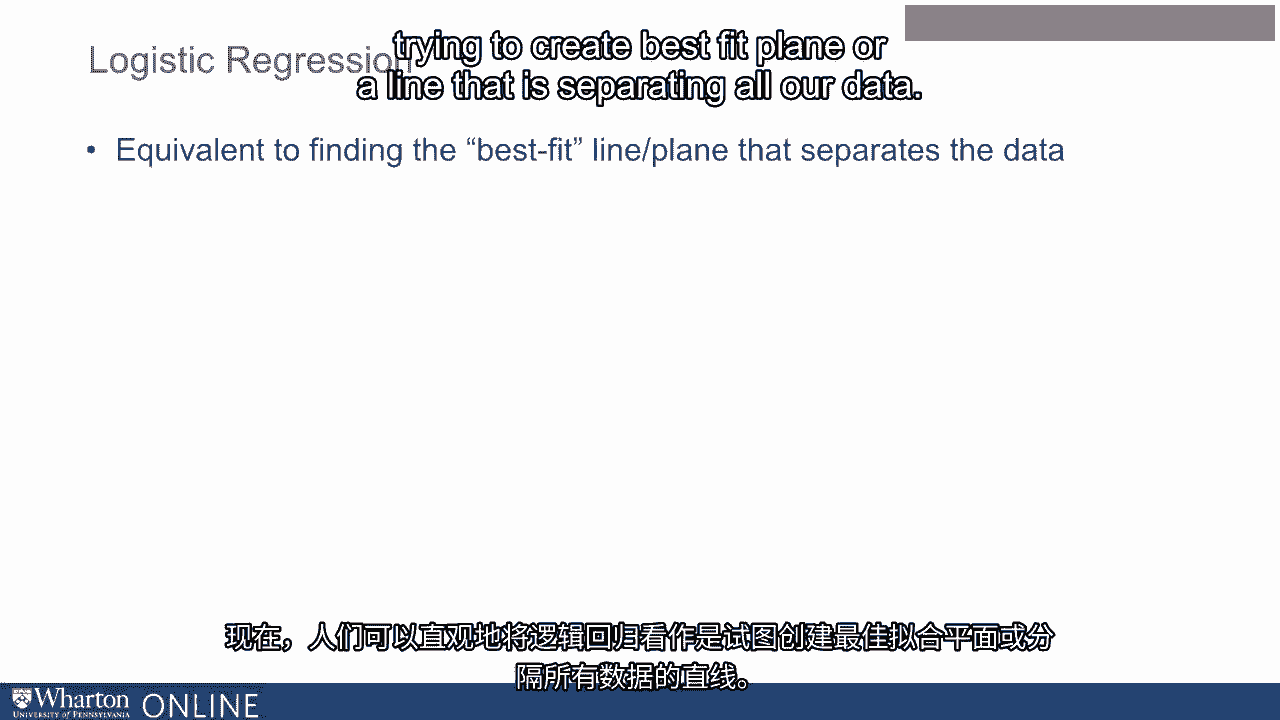 Logistic Regression
trying to create best fit plane or
a line that is separating all our data.
• Equivalent to finding the “best-fit” line/plane that separates the data
现在，人们可以直观地将逻辑回归看作是试图创建最佳拟合平面或分
隔所有数据的直线。
Wharton
UNIVERSITY of PENNSYLVANIA
ONLINE